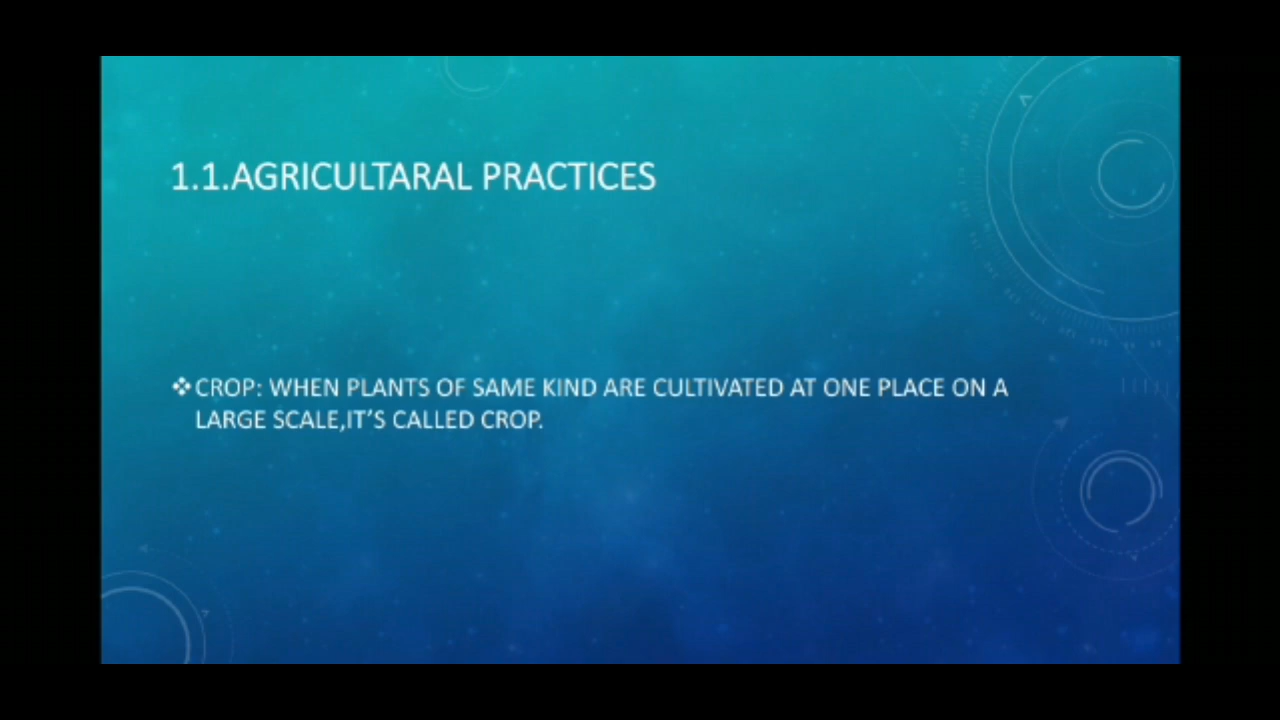 1.1.AGRICULTARAL PRACTICES
❖CROP: WHEN PLANTS OF SAME KIND ARE CULTIVATED AT ONE PLACE ON A
LARGE SCALE,IT’S CALLED CROP.